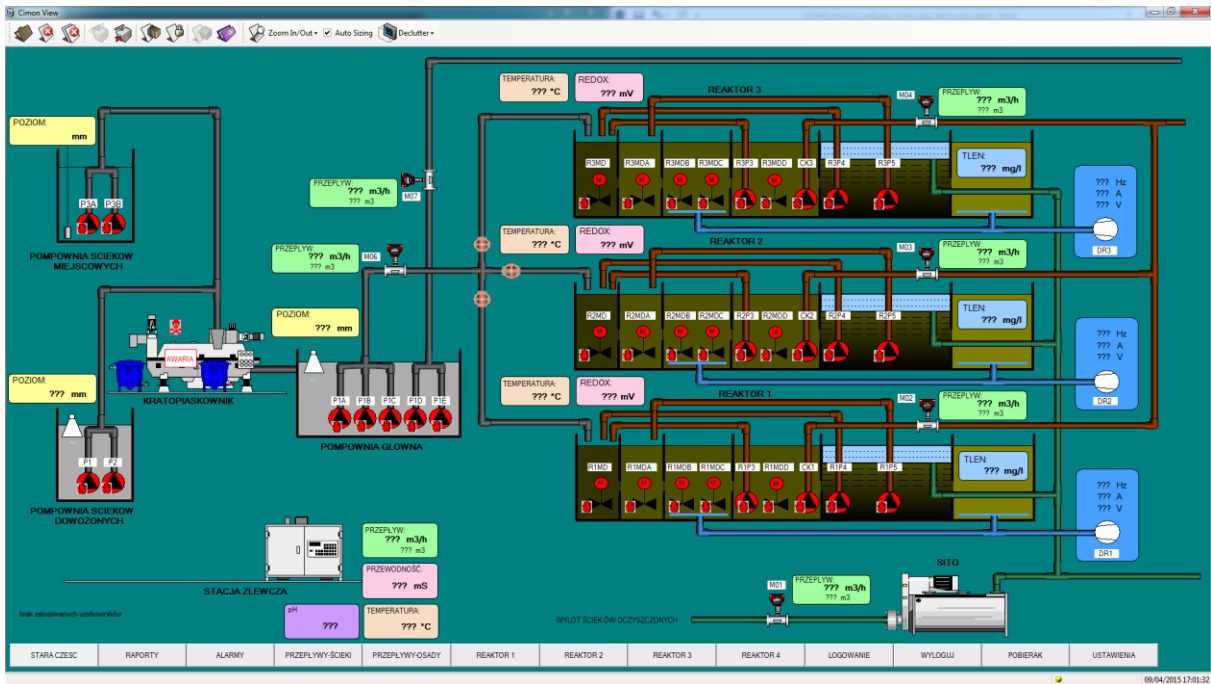 Cimon View
Zoom In/Out
Auto Sizing
Declutter
POZIOM:
mm
P3A P3B
POMPOWNIA SCIEKOW
MIEJSCOWYCH
POZIOM:
??? mm
P1 P2
POMPOWNIA SCIEKOW
DOWOŻONYCH
AWARIA
KRATOPIASKOWNIK
PRZEPŁYW:
??? m3/h
??? m3
M07
PRZEPŁYW:
??? m3/h
??? m3
M06
POZIOM:
??? mm
P1A P1B P1C P1D P1E
POMPOWNIA GLOWNA
TEMPERATURA:
??? °C
REDOX:
??? mV
REAKTOR 3
M04
PRZEPŁYW:
??? m3/h
??? m3
R3MD R3MDA R3MDB R3MDC R3P3 R3MDD CK3 R3P4 R3P5
M M M M M
TLEN:
??? mg/l
??? Hz
??? A
??? V
DR3
TEMPERATURA:
??? °C
REDOX:
??? mV
REAKTOR 2
M03
PRZEPŁYW:
??? m3/h
??? m3
R2MD R2MDA R2MDB R2MDC R2P3 R2MDD CK2 R2P4 R2P5
M M M M M
TLEN:
??? mg/l
??? Hz
??? A
??? V
DR2
TEMPERATURA:
??? °C
REDOX:
??? mV
REAKTOR 1
M02
PRZEPŁYW:
??? m3/h
??? m3
R1MD R1MDA R1MDB R1MDC R1P3 R1MDD CK1 R1P4 R1P5
M M M M M
TLEN:
??? mg/l
??? Hz
??? A
??? V
DR1
STACJA ZLEWCZA
PRZEPŁYW:
??? m3/h
??? m3
PRZEWODNOŚĆ:
??? mS
pH
???
TEMPERATURA:
??? °C
brak zalogowanych użytkowników
WYLOT ŚCIEKÓW OCZYSZCZONYCH
M01
PRZEPŁYW:
??? m3/h
??? m3
SITO
STARA CZESC RAPORTY ALARMY PRZEPŁYWY-ŚCIEKI PRZEPŁYWY-OSADY REAKTOR 1 REAKTOR 2 REAKTOR 3 REAKTOR 4 LOGOWANIE WYLOGUJ POBIERAK USTAWIENIA
09/04/2015 17:01:32